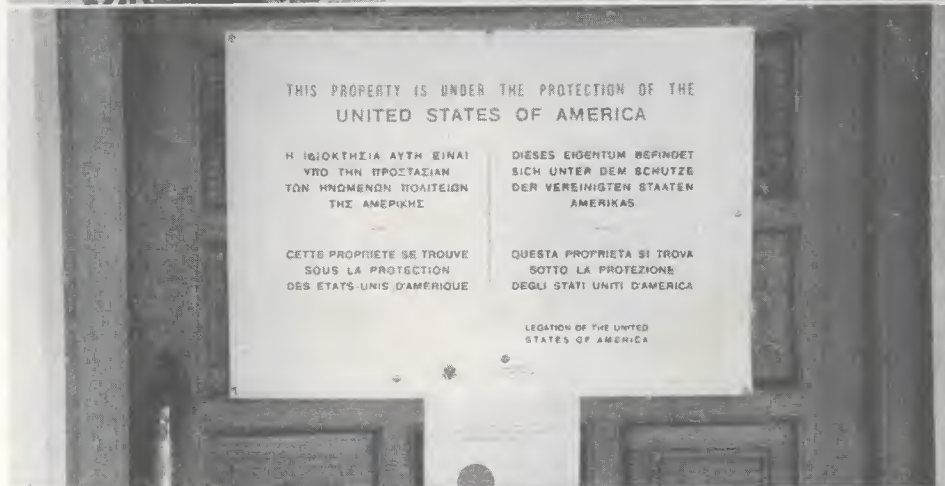 THIS PROPERTY IS UNDER THE PROTECTION OF THE
UNITED STATES OF AMERICA
Η ΙΔΙΟΚΤΗΣΙΑ ΑΥΤΗ ΕΙΝΑΙ
ΥΠΟ ΤΗΝ ΠΡΟΣΤΑΣΙΑΝ
ΤΩΝ ΗΝΩΜΕΝΩΝ ΠΟΛΙΤΕΙΩΝ
ΤΗΣ ΑΜΕΡΙΚΗΣ
DIESES EIGENTUM BEFINDET
SICH UNTER DEM SCHUTZE
DER VEREINIGTEN STAATEN
AMERIKAS
CETTE PROPRIETE SE TROUVE
SOUS LA PROTECTION
DES ÉTATS-UNIS D'AMERIQUE
QUESTA PROPRIETA SI TROVA
SOTTO LA PROTEZIONE
DEGLI STATI UNITI D'AMERICA
LEGATION OF THE UNITED
STATES OF AMERICA